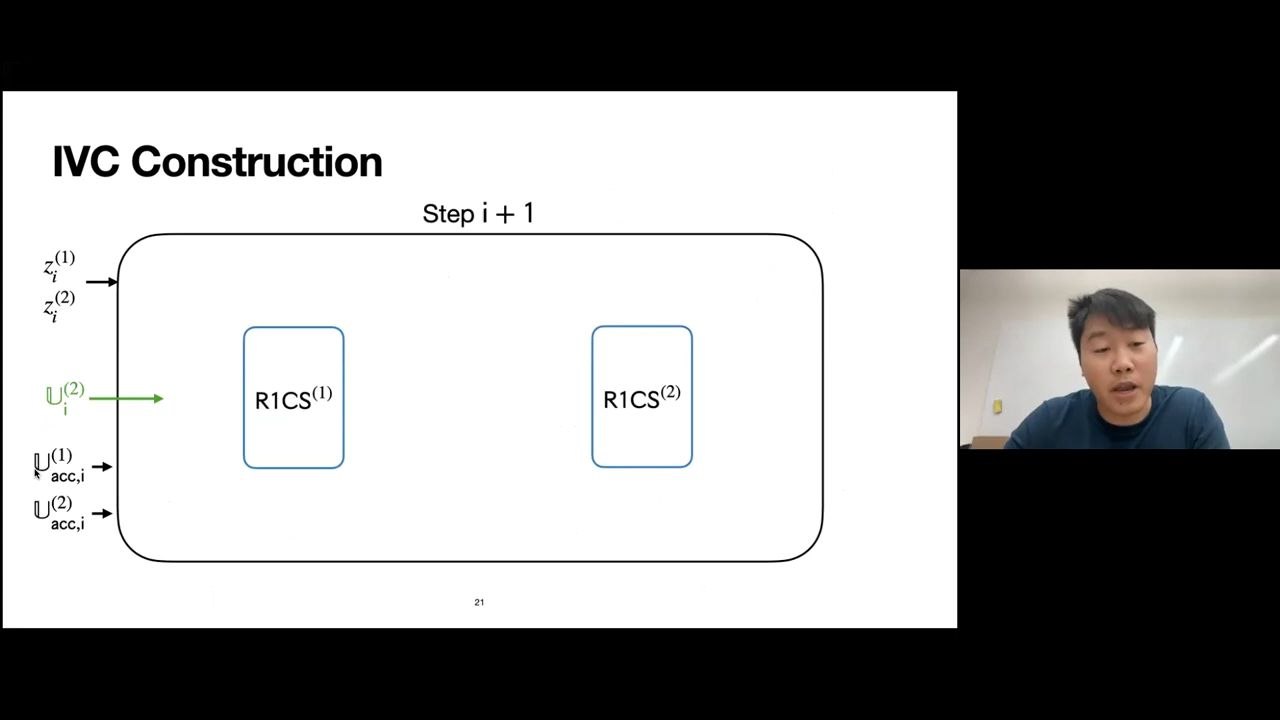 IVC Construction
Step i + 1
z_i^(1)
z_i^(2)
𝕌_i^(2)
R1CS^(1)
R1CS^(2)
𝕌_acc,i^(1)
𝕌_acc,i^(2)
21